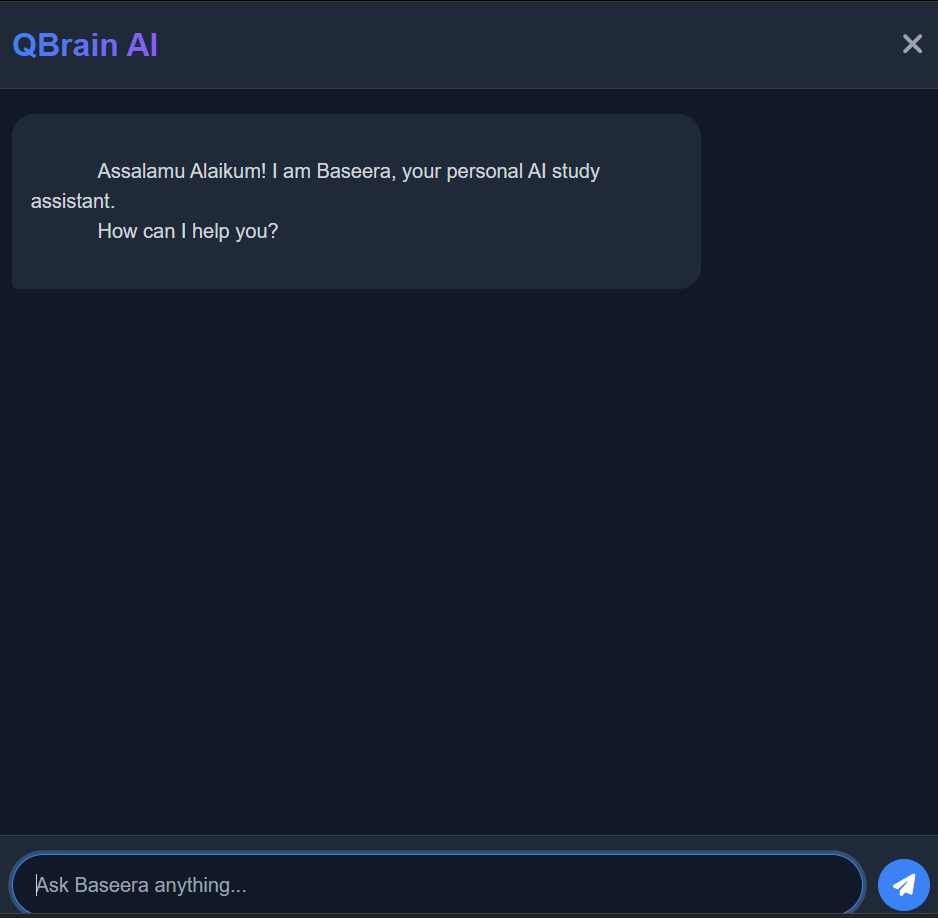 QBrain AI
Assalamu Alaikum! I am Baseera, your personal AI study
assistant.
How can I help you?
Ask Baseera anything...